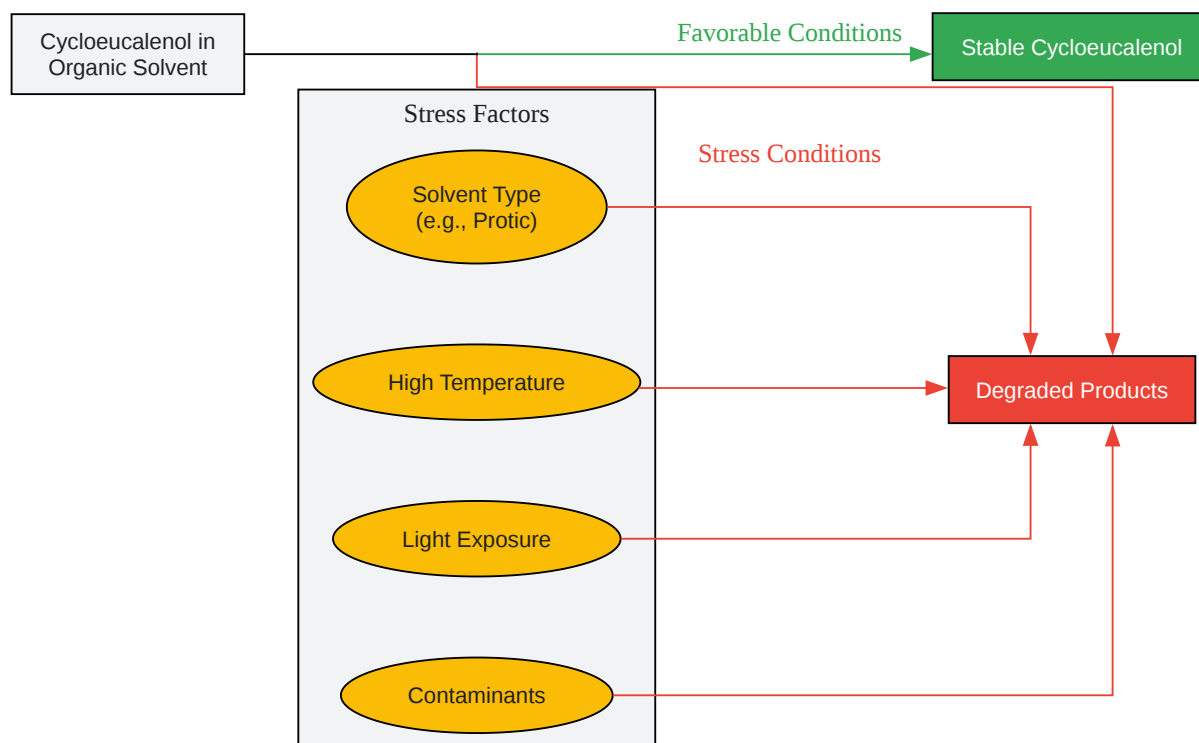 Cycloeucalenol in
Organic Solvent
Favorable Conditions
Stable Cycloeucalenol
Stress Factors
Stress Conditions
Solvent Type
(e.g., Protic)
High Temperature
Degraded Products
Light Exposure
Contaminants